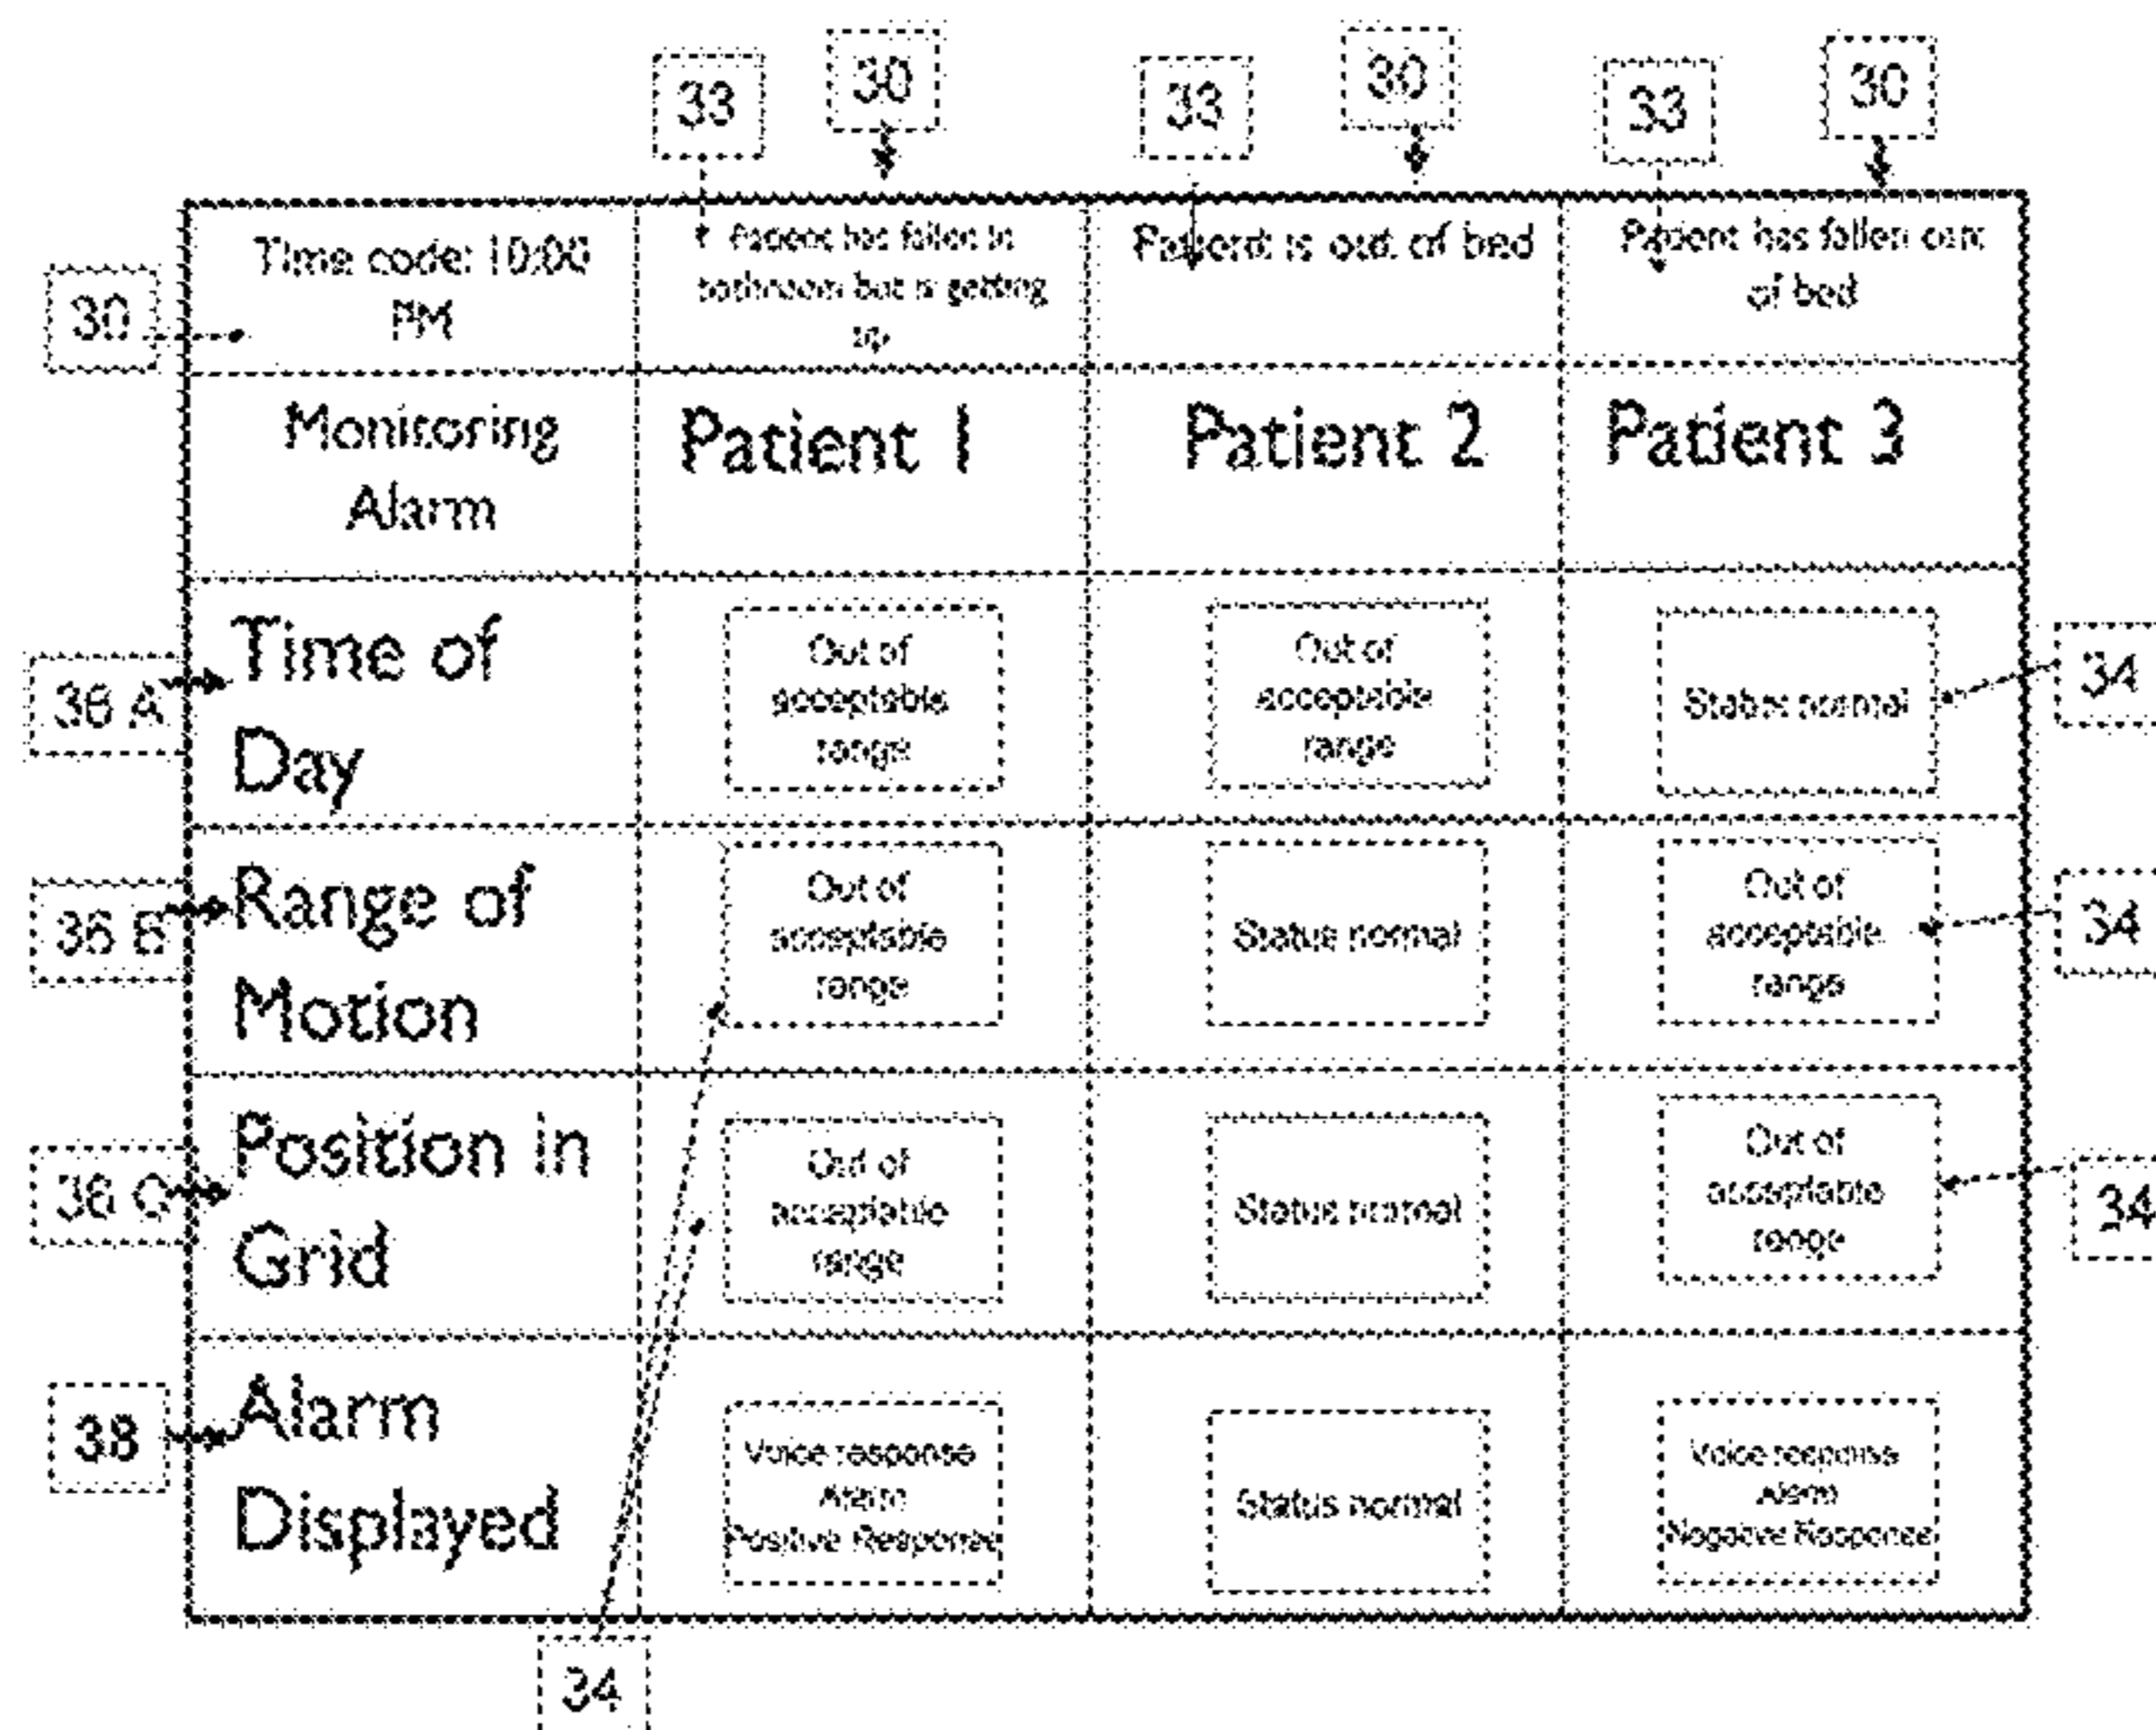 33
30
33
30
33
30
30
Time code: 10:00
PM
Patient has fallen in
bathroom but is getting
up
Patient is out of bed
Patient has fallen out
of bed
Monitoring
Alarm
Patient 1
Patient 2
Patient 3
36 A
Time of
Day
Out of
acceptable
range
Out of
acceptable
range
Status normal
34
36 B
Range of
Motion
Out of
acceptable
range
Status normal
Out of
acceptable
range
34
36 C
Position in
Grid
Out of
acceptable
range
Status normal
Out of
acceptable
range
34
38
Alarm
Displayed
Voice response
Alarm
Positive Response
Status normal
Voice response
Alarm
Negative Response
34